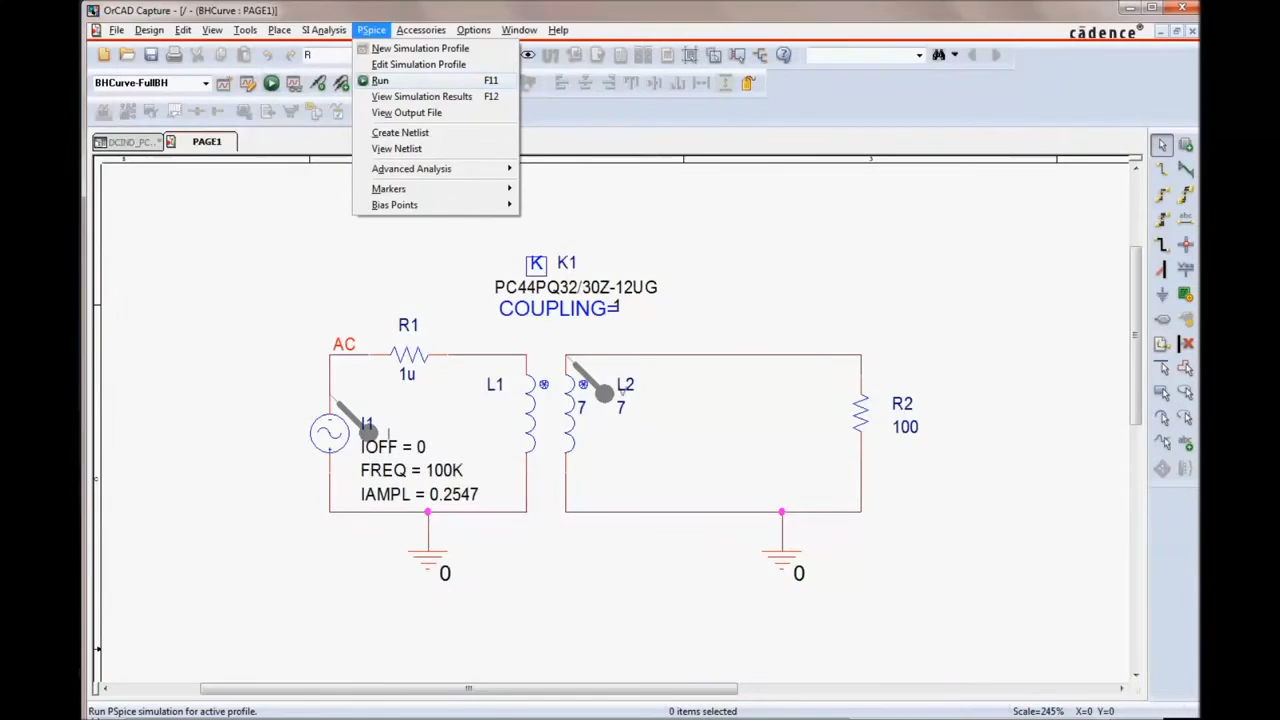 OrCAD Capture - [/ - (BHCurve : PAGE1)]
File Design Edit View Tools Place SI Analysis PSpice Accessories Options Window Help
cādence®
R
New Simulation Profile
Edit Simulation Profile
Run F11
View Simulation Results F12
View Output File
Create Netlist
View Netlist
Advanced Analysis
Markers
Bias Points
BHCurve-FullBH
DCIND_PC..*
PAGE1
K K1
PC44PQ32/30Z-12UG
COUPLING=1
R1
AC
1u
L1
L2
7
7
R2
100
I1
IOFF = 0
FREQ = 100K
IAMPL = 0.2547
0
0
Run PSpice simulation for active profile.
0 items selected
Scale=245% X=0 Y=0